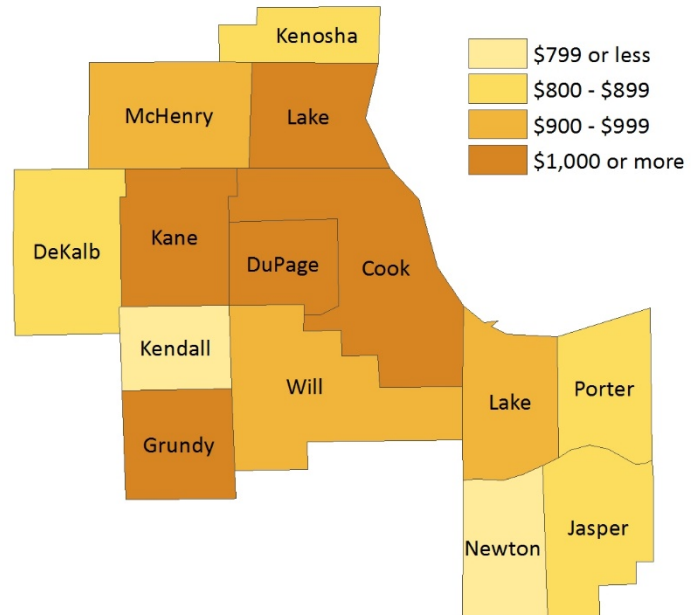 Kenosha
$799 or less
$800 - $899
$900 - $999
$1,000 or more
McHenry
Lake
DeKalb
Kane
DuPage
Cook
Kendall
Will
Lake
Porter
Grundy
Newton
Jasper